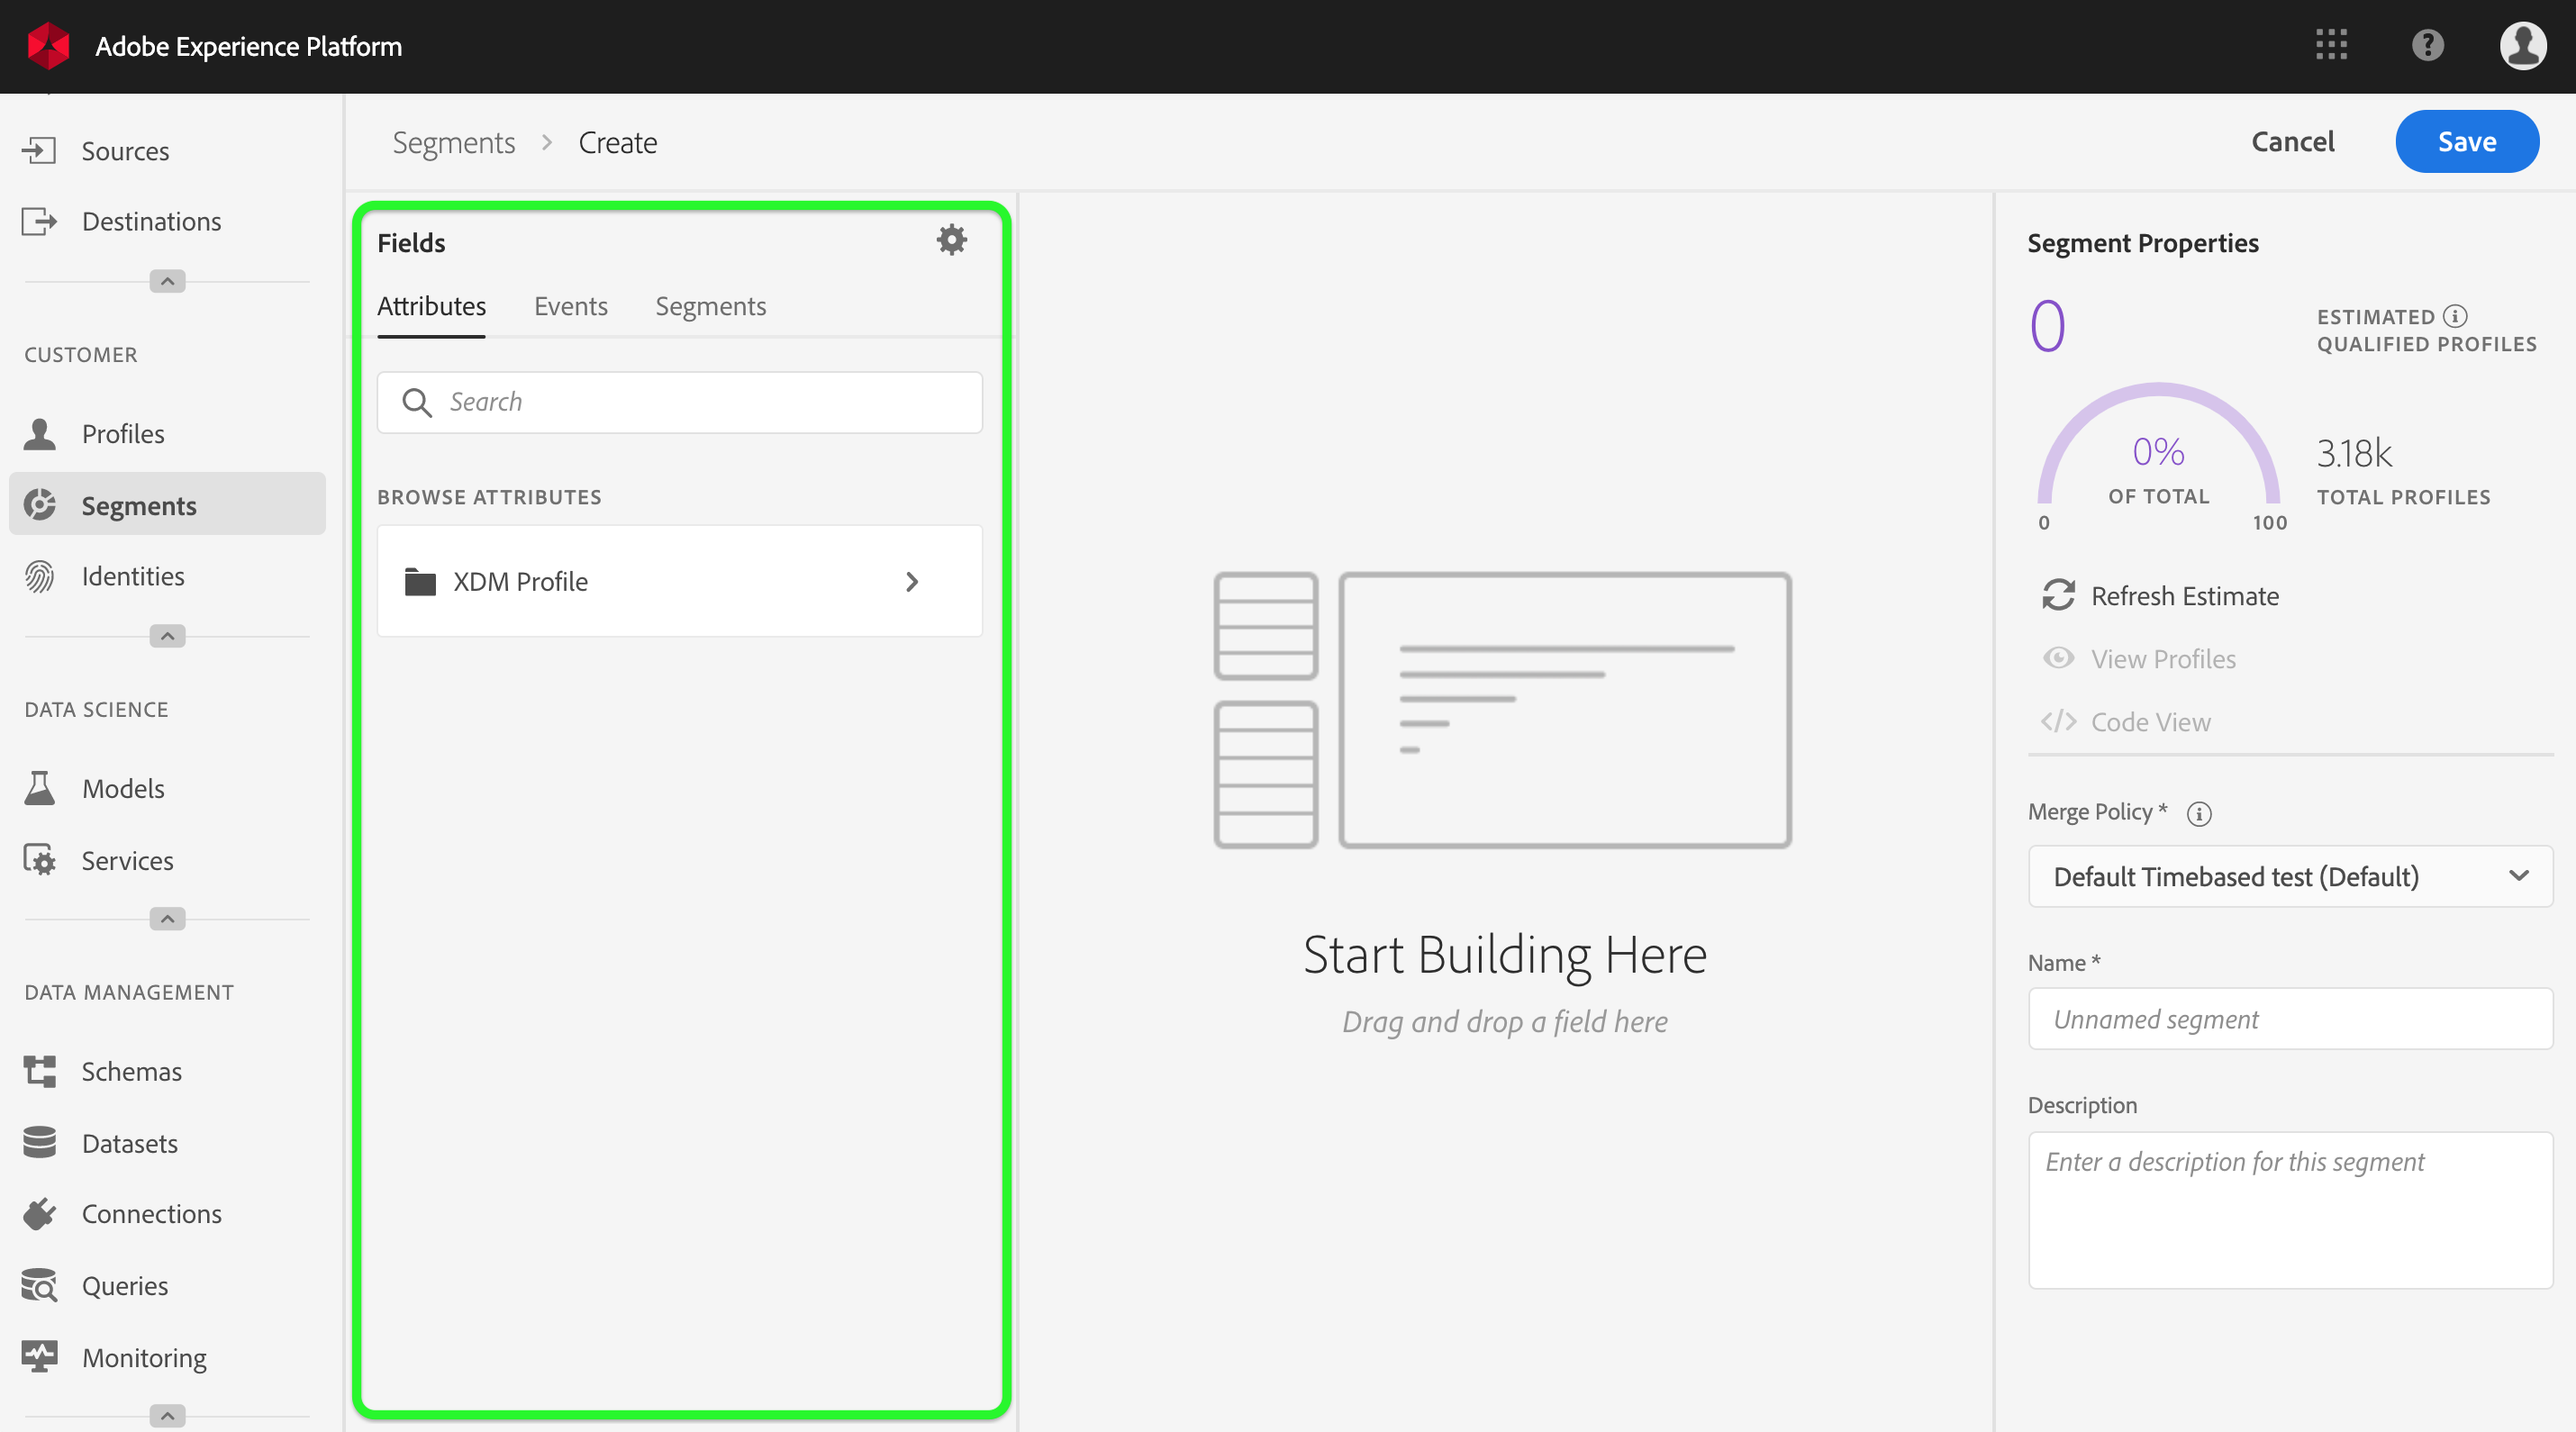 Adobe Experience Platform
Sources
Destinations
CUSTOMER
Profiles
Segments
Identities
DATA SCIENCE
Models
Services
DATA MANAGEMENT
Schemas
Datasets
Connections
Queries
Monitoring
Segments > Create
Cancel
Save
Fields
Attributes
Events
Segments
Search
BROWSE ATTRIBUTES
XDM Profile
Start Building Here
Drag and drop a field here
Segment Properties
0
ESTIMATED
QUALIFIED PROFILES
0%
OF TOTAL
0
100
3.18k
TOTAL PROFILES
Refresh Estimate
View Profiles
</> Code View
Merge Policy *
Default Timebased test (Default)
Name *
Unnamed segment
Description
Enter a description for this segment